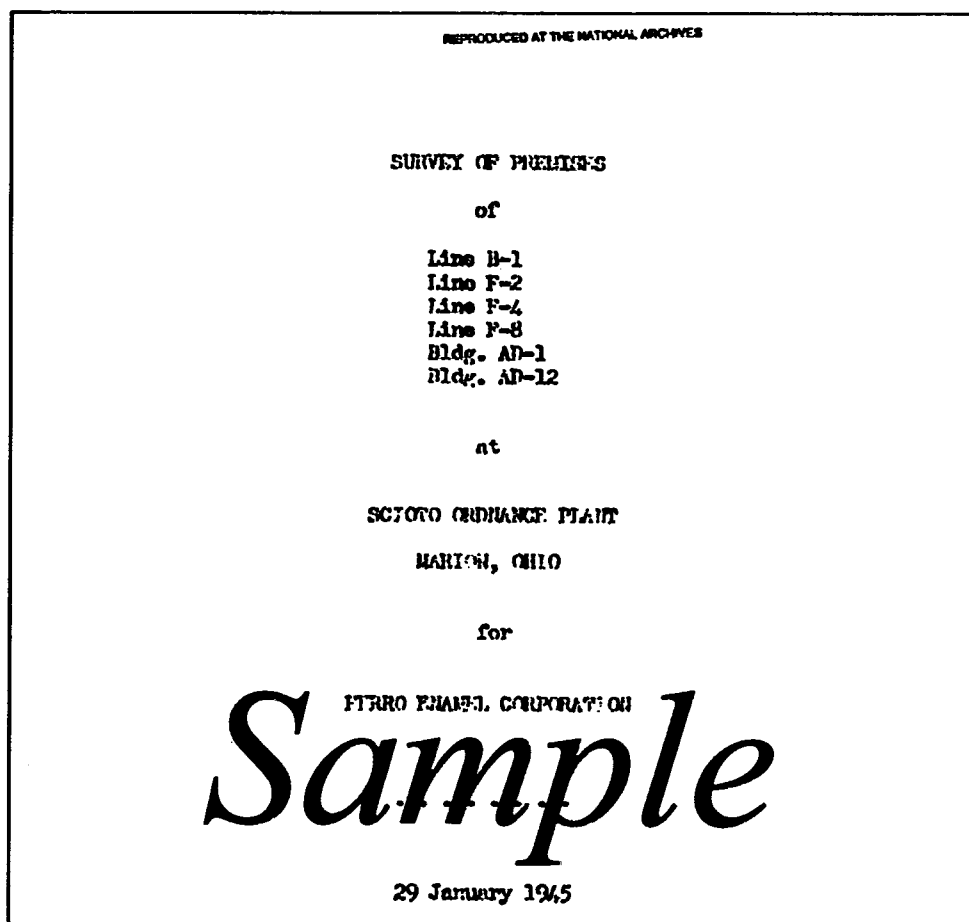 REPRODUCED AT THE NATIONAL ARCHIVES
SURVEY OF PREMISES
of
Line B-1
Line F-2
Line F-4
Line F-8
Bldg. AD-1
Bldg. AD-12
at
SCIOTO ORDNANCE PLANT
MARION, OHIO
for
FERRO ENAMEL CORPORATION
Sample
29 January 1945